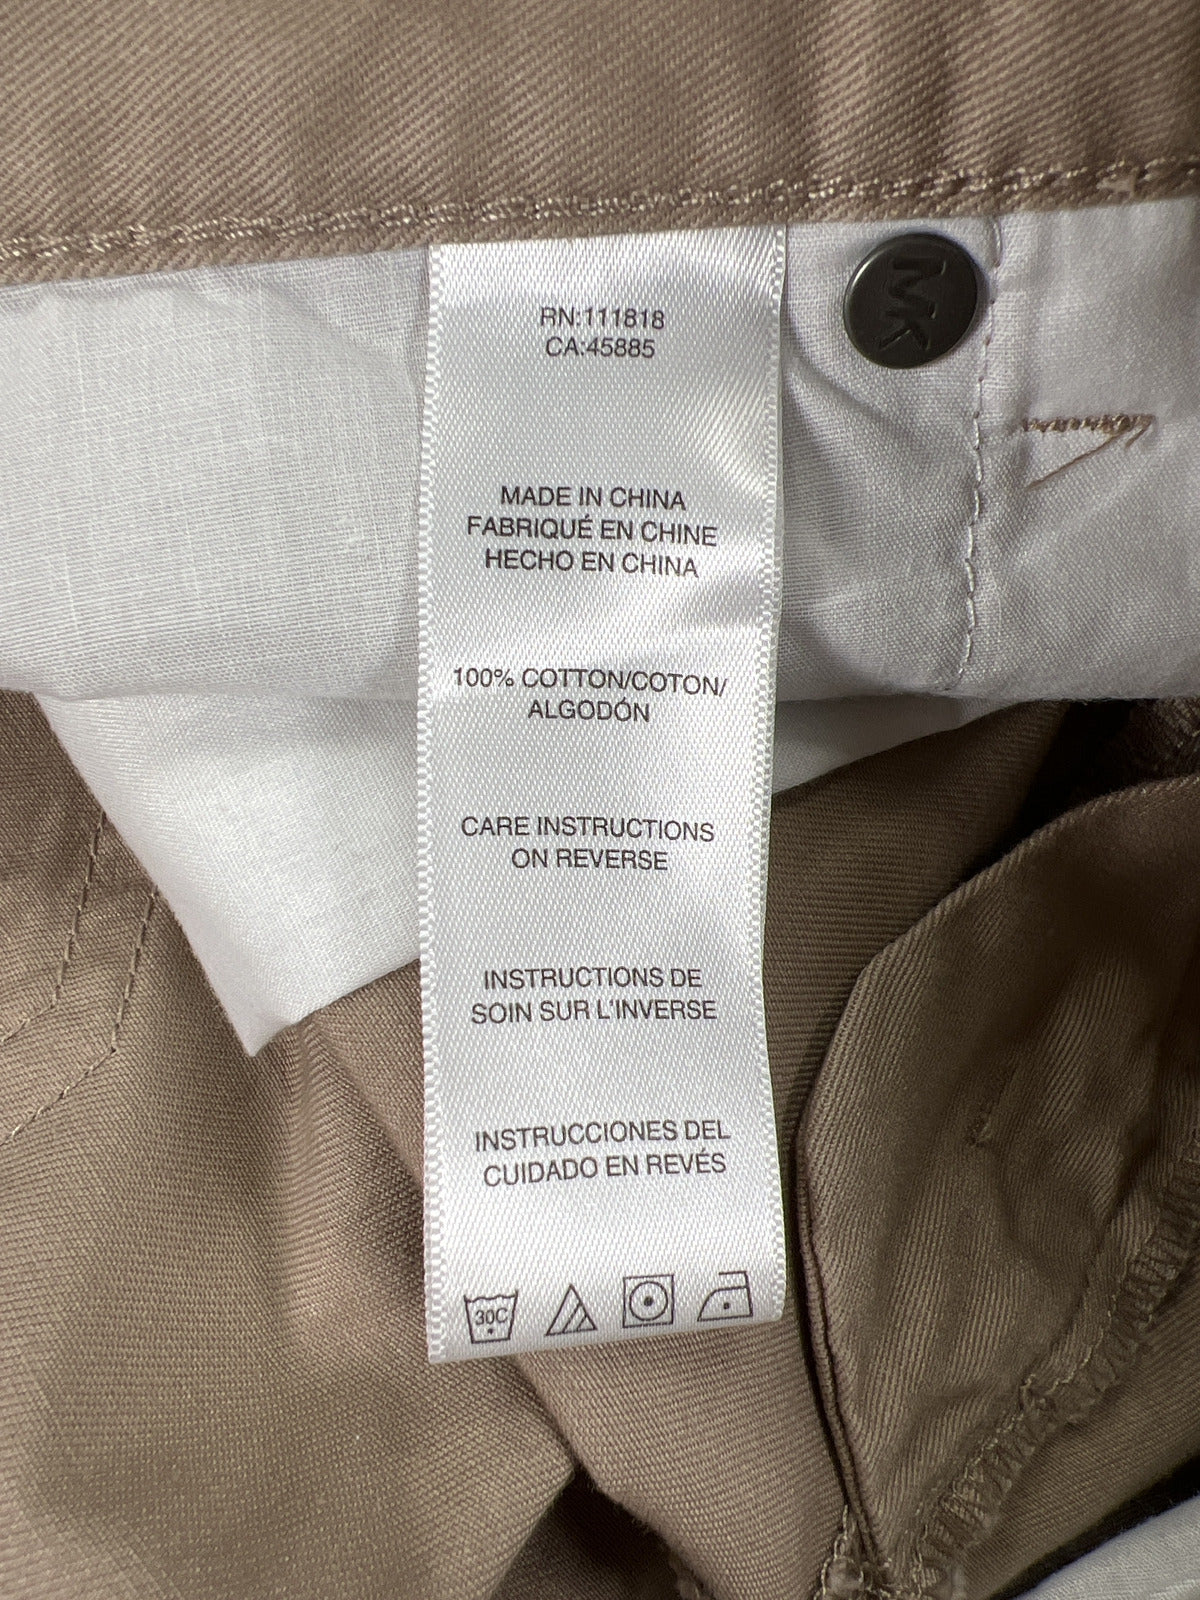 RN:111818
CA:45885
MK
MADE IN CHINA
FABRIQUÉ EN CHINE
HECHO EN CHINA
100% COTTON/COTON/
ALGODÓN
CARE INSTRUCTIONS
ON REVERSE
INSTRUCTIONS DE
SOIN SUR L'INVERSE
INSTRUCCIONES DEL
CUIDADO EN REVÉS
30C